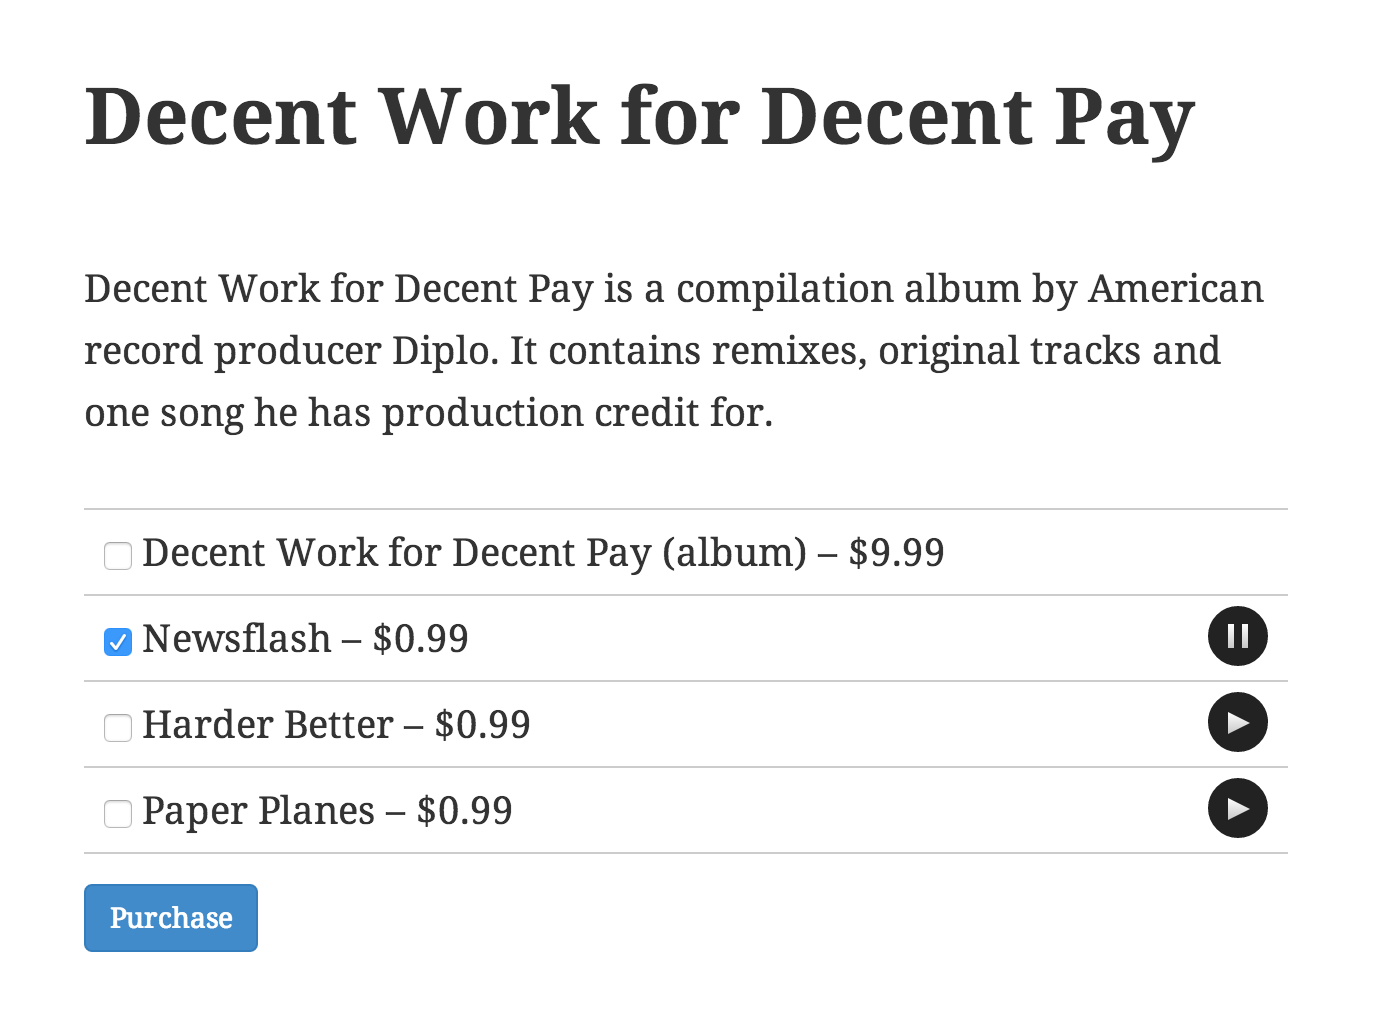 Decent Work for Decent Pay
Decent Work for Decent Pay is a compilation album by American
record producer Diplo. It contains remixes, original tracks and
one song he has production credit for.
Decent Work for Decent Pay (album) – $9.99
Newsflash – $0.99
Harder Better – $0.99
Paper Planes – $0.99
Purchase